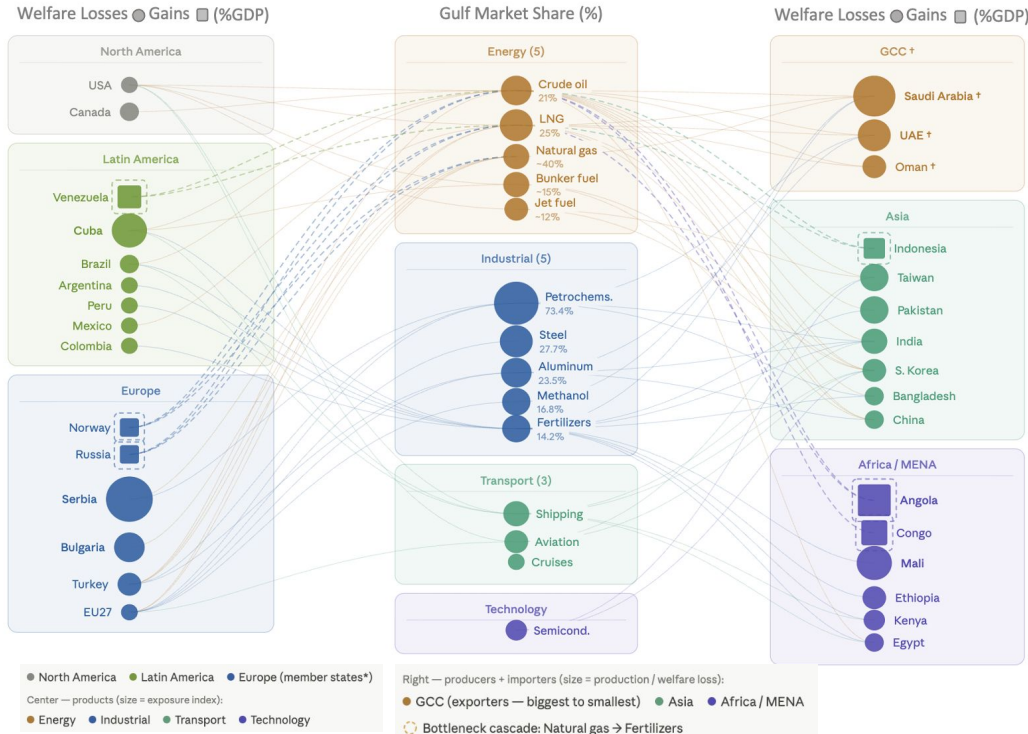 Welfare Losses Gains (%GDP)
Gulf Market Share (%)
Welfare Losses Gains (%GDP)
North America
USA
Canada
Latin America
Venezuela
Cuba
Brazil
Argentina
Peru
Mexico
Colombia
Europe
Norway
Russia
Serbia
Bulgaria
Turkey
EU27
Energy (5)
Crude oil
21%
LNG
25%
Natural gas
~40%
Bunker fuel
~15%
Jet fuel
~12%
Industrial (5)
Petrochems.
73.4%
Steel
27.7%
Aluminum
23.5%
Methanol
16.8%
Fertilizers
14.2%
Transport (3)
Shipping
Aviation
Cruises
Technology
Semicond.
GCC †
Saudi Arabia †
UAE †
Oman †
Asia
Indonesia
Taiwan
Pakistan
India
S. Korea
Bangladesh
China
Africa / MENA
Angola
Congo
Mali
Ethiopia
Kenya
Egypt
North America Latin America Europe (member states*)
Center — products (size = exposure index):
Energy Industrial Transport Technology
Right — producers + importers (size = production / welfare loss):
GCC (exporters — biggest to smallest) Asia Africa / MENA
Bottleneck cascade: Natural gas → Fertilizers